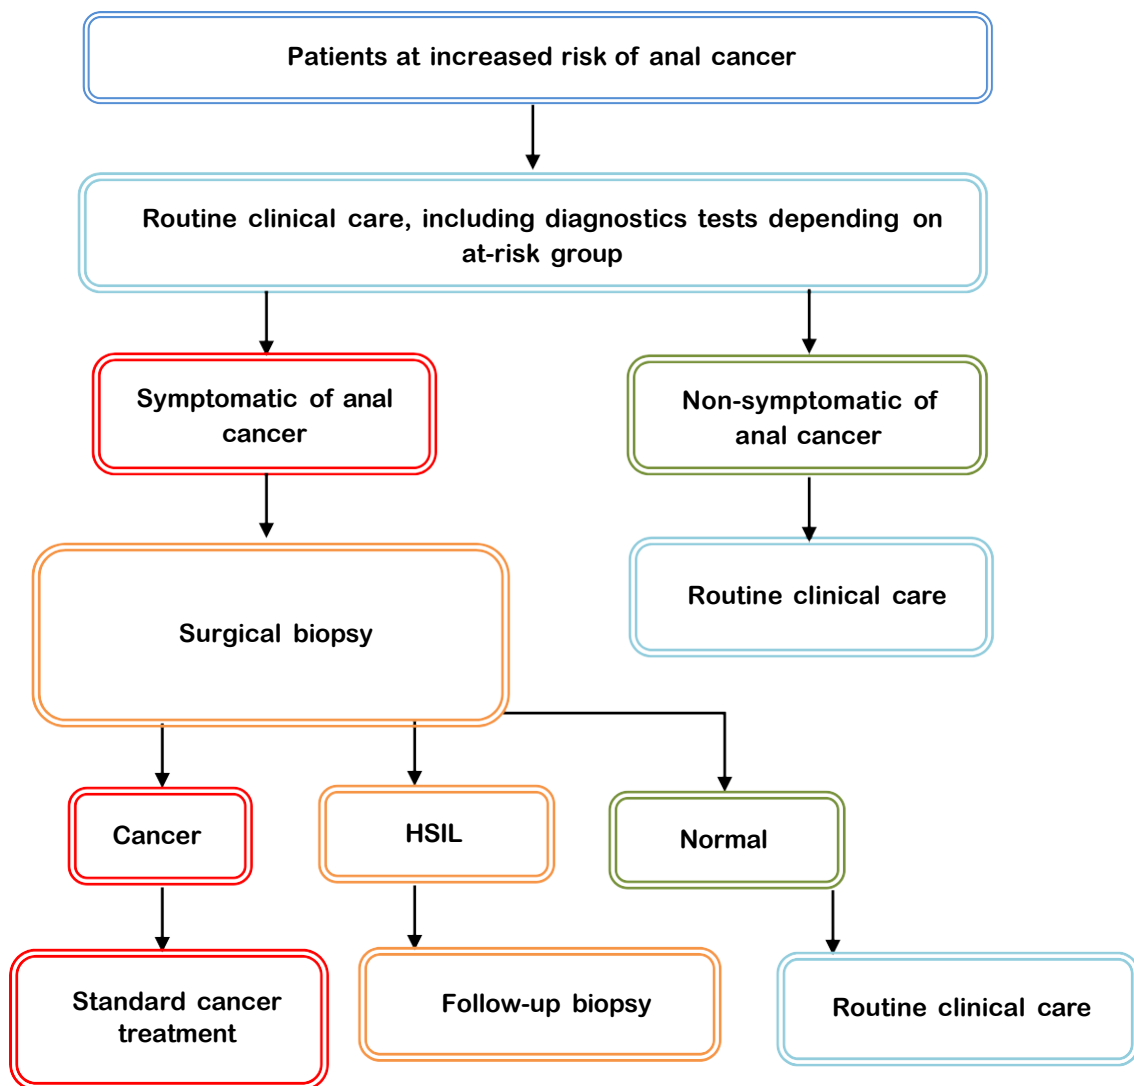 Patients at increased risk of anal cancer
Routine clinical care, including diagnostics tests depending on
at-risk group
Symptomatic of anal
cancer
Non-symptomatic of
anal cancer
Surgical biopsy
Routine clinical care
Cancer
HSIL
Normal
Standard cancer
treatment
Follow-up biopsy
Routine clinical care